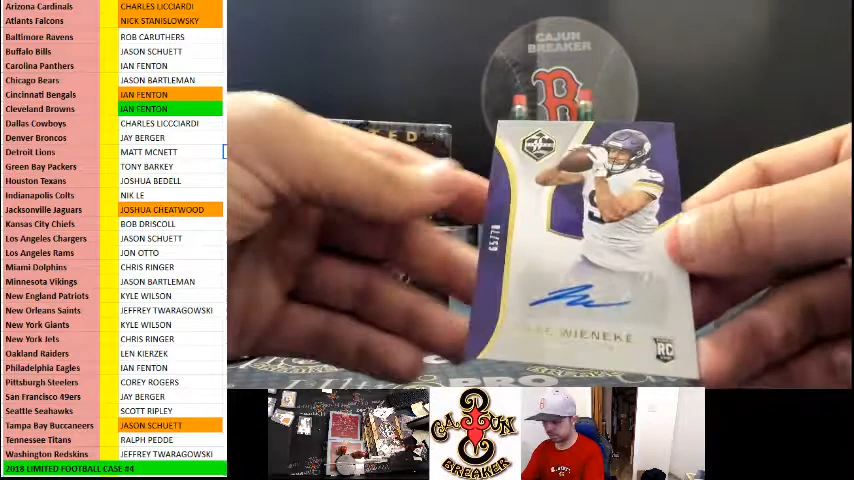 Arizona Cardinals CHARLES LICCIARDI
Atlants Falcons NICK STANISLOWSKY
Baltimore Ravens ROB CARUTHERS
Buffalo Bills JASON SCHUETT
Carolina Panthers IAN FENTON
Chicago Bears JASON BARTLEMAN
Cincinnati Bengals IAN FENTON
Cleveland Browns IAN FENTON
Dallas Cowboys CHARLES LICCCIARDI
Denver Broncos JAY BERGER
Detroit Lions MATT MCNETT
Green Bay Packers TONY BARKEY
Houston Texans JOSHUA BEDELL
Indianapolis Colts NIK LE
Jacksonville Jaguars JOSHUA CHEATWOOD
Kansas City Chiefs BOB DRISCOLL
Los Angeles Chargers JASON SCHUETT
Los Angeles Rams JON OTTO
Miami Dolphins CHRIS RINGER
Minnesota Vikings JASON BARTLEMAN
New England Patriots KYLE WILSON
New Orleans Saints JEFFREY TWARAGOWSKI
New York Giants KYLE WILSON
New York Jets CHRIS RINGER
Oakland Raiders LEN KIERZEK
Philadelphia Eagles IAN FENTON
Pittsburgh Steelers COREY ROGERS
San Francisco 49ers JAY BERGER
Seattle Seahawks SCOTT RIPLEY
Tampa Bay Buccaneers JASON SCHUETT
Tennessee Titans RALPH PEDDE
Washington Redskins JEFFREY TWARAGOWSKI
2018 LIMITED FOOTBALL CASE #4
CAJUN
BREAKER
B
WIENEKE
RC
CAJUN
BREAKER